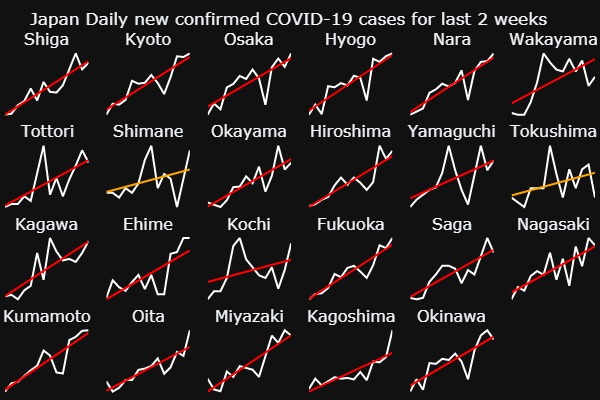 Japan Daily new confirmed COVID-19 cases for last 2 weeks
Shiga Kyoto Osaka Hyogo Nara Wakayama
Tottori Shimane Okayama Hiroshima Yamaguchi Tokushima
Kagawa Ehime Kochi Fukuoka Saga Nagasaki
Kumamoto Oita Miyazaki Kagoshima Okinawa